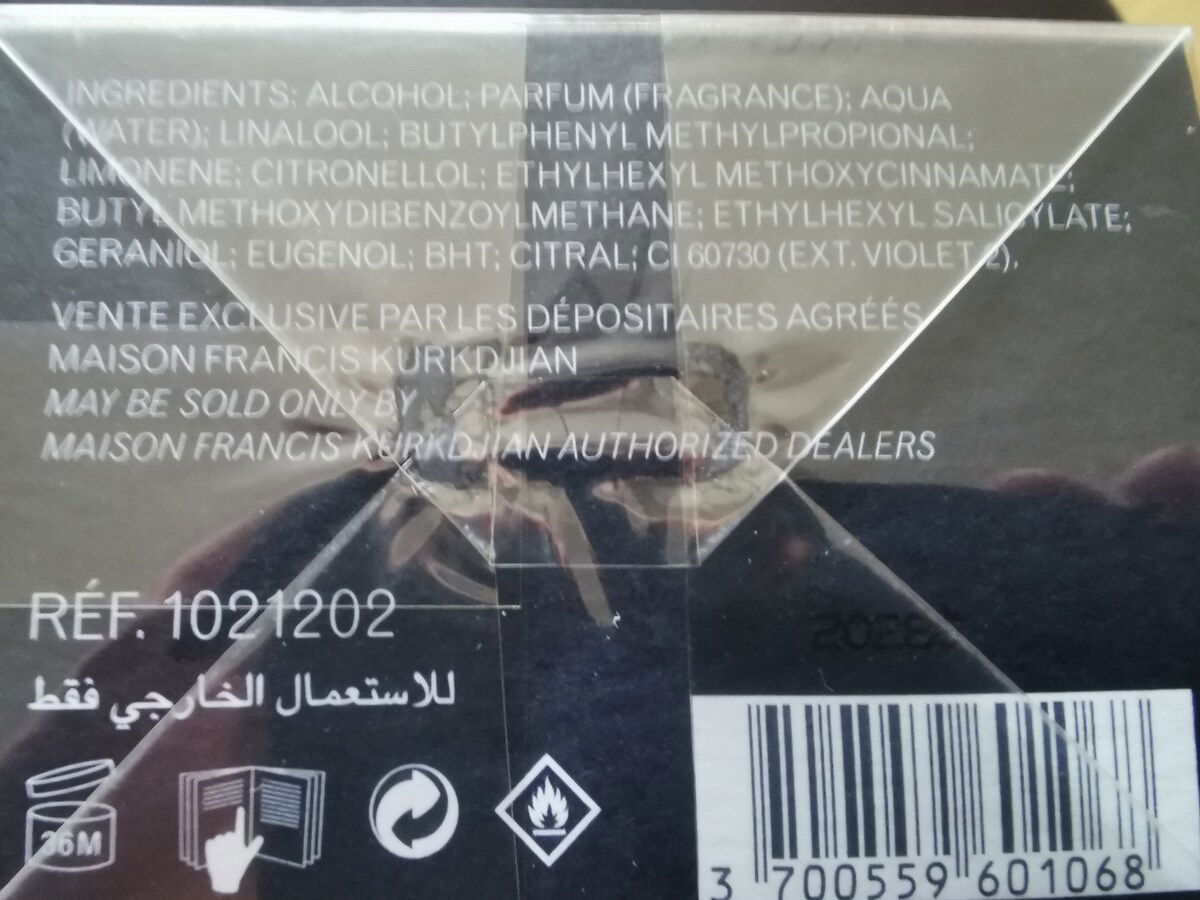 INGREDIENTS: ALCOHOL; PARFUM (FRAGRANCE); AQUA
(WATER); LINALOOL; BUTYLPHENYL METHYLPROPIONAL;
LIMONENE; CITRONELLOL; ETHYLHEXYL METHOXYCINNAMATE;
BUTYL METHOXYDIBENZOYLMETHANE; ETHYLHEXYL SALICYLATE;
GERANIOL; EUGENOL; BHT; CITRAL; CI 60730 (EXT. VIOLET 2).
VENTE EXCLUSIVE PAR LES DÉPOSITAIRES AGRÉÉS
MAISON FRANCIS KURKDJIAN
MAY BE SOLD ONLY BY
MAISON FRANCIS KURKDJIAN AUTHORIZED DEALERS
RÉF. 1021202
للاستعمال الخارجي فقط
36M
3 700559 601068